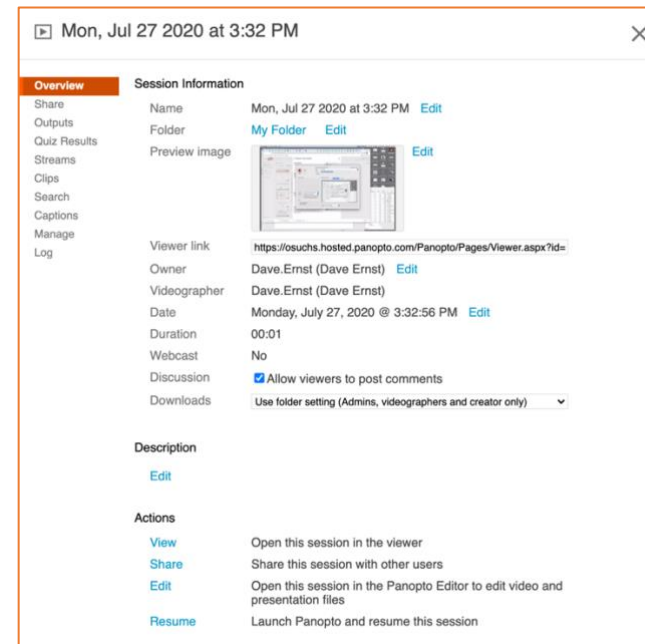 Mon, Jul 27 2020 at 3:32 PM
Overview
Share
Outputs
Quiz Results
Streams
Clips
Search
Captions
Manage
Log
Session Information
Name Mon, Jul 27 2020 at 3:32 PM Edit
Folder My Folder Edit
Preview image Edit
Viewer link https://osuchs.hosted.panopto.com/Panopto/Pages/Viewer.aspx?id=
Owner Dave.Ernst (Dave Ernst) Edit
Videographer Dave.Ernst (Dave Ernst)
Date Monday, July 27, 2020 @ 3:32:56 PM Edit
Duration 00:01
Webcast No
Discussion Allow viewers to post comments
Downloads Use folder setting (Admins, videographers and creator only)
Description
Edit
Actions
View Open this session in the viewer
Share Share this session with other users
Edit Open this session in the Panopto Editor to edit video and
presentation files
Resume Launch Panopto and resume this session